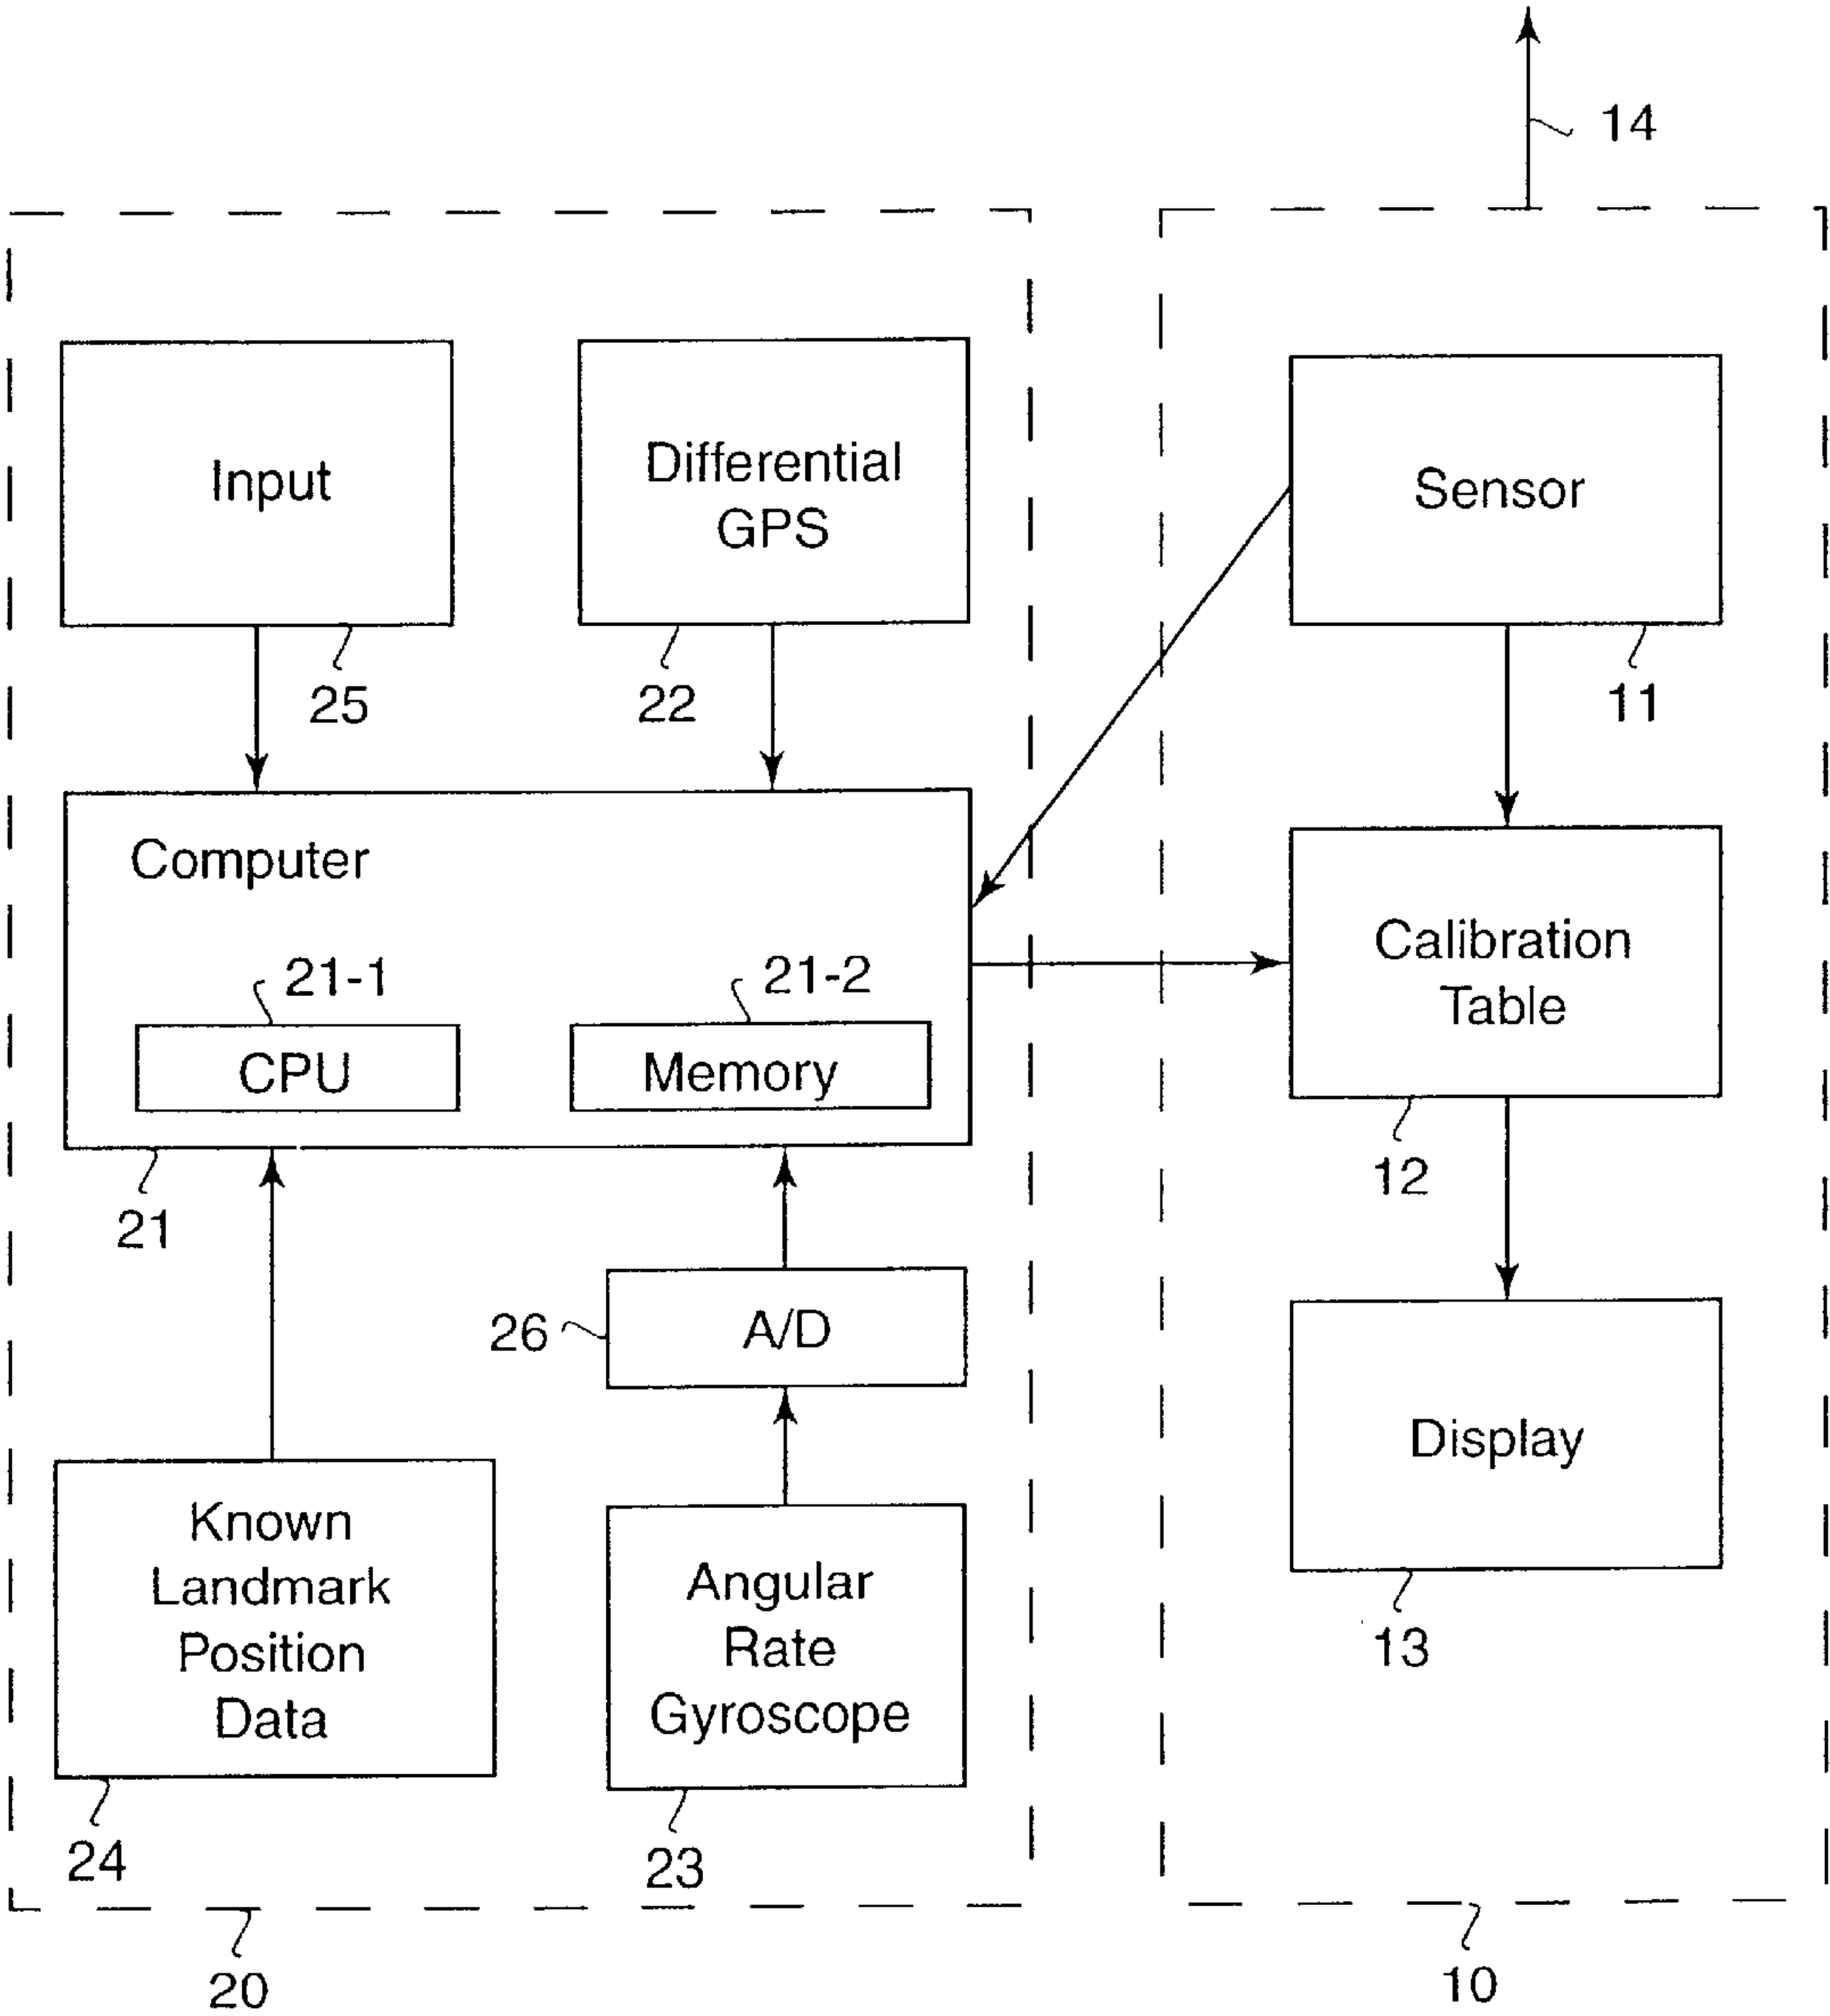 14
Input
25
Differential
GPS
22
Sensor
11
Computer
21-1
CPU
21-2
Memory
21
Calibration
Table
12
26
A/D
Display
13
Known
Landmark
Position
Data
24
Angular
Rate
Gyroscope
23
20
10